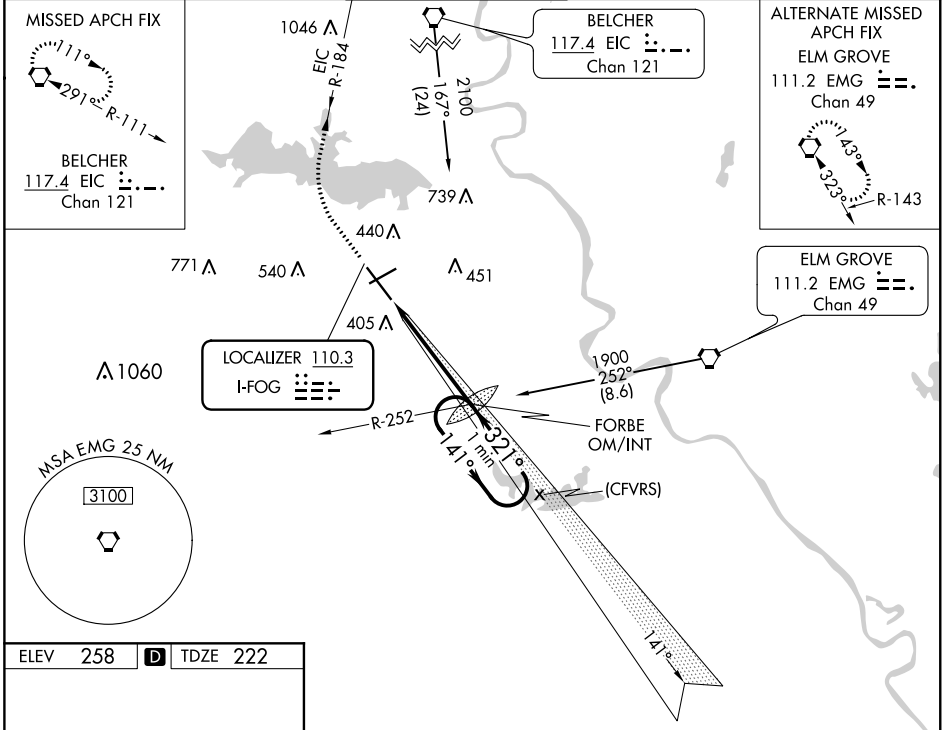 MISSED APCH FIX
111°
291°
R-111
BELCHER
117.4 EIC
Chan 121
1046
EIC
R-184
2100
167°
(24)
BELCHER
117.4 EIC
Chan 121
ALTERNATE MISSED
APCH FIX
ELM GROVE
111.2 EMG
Chan 49
143°
323°
R-143
739
440
771
540
451
405
1060
LOCALIZER 110.3
I-FOG
ELM GROVE
111.2 EMG
Chan 49
1900
252°
(8.6)
R-252
FORBE
OM/INT
321°
1 min
141°
(CFVRS)
MSA EMG 25 NM
3100
141°
ELEV 258 D TDZE 222